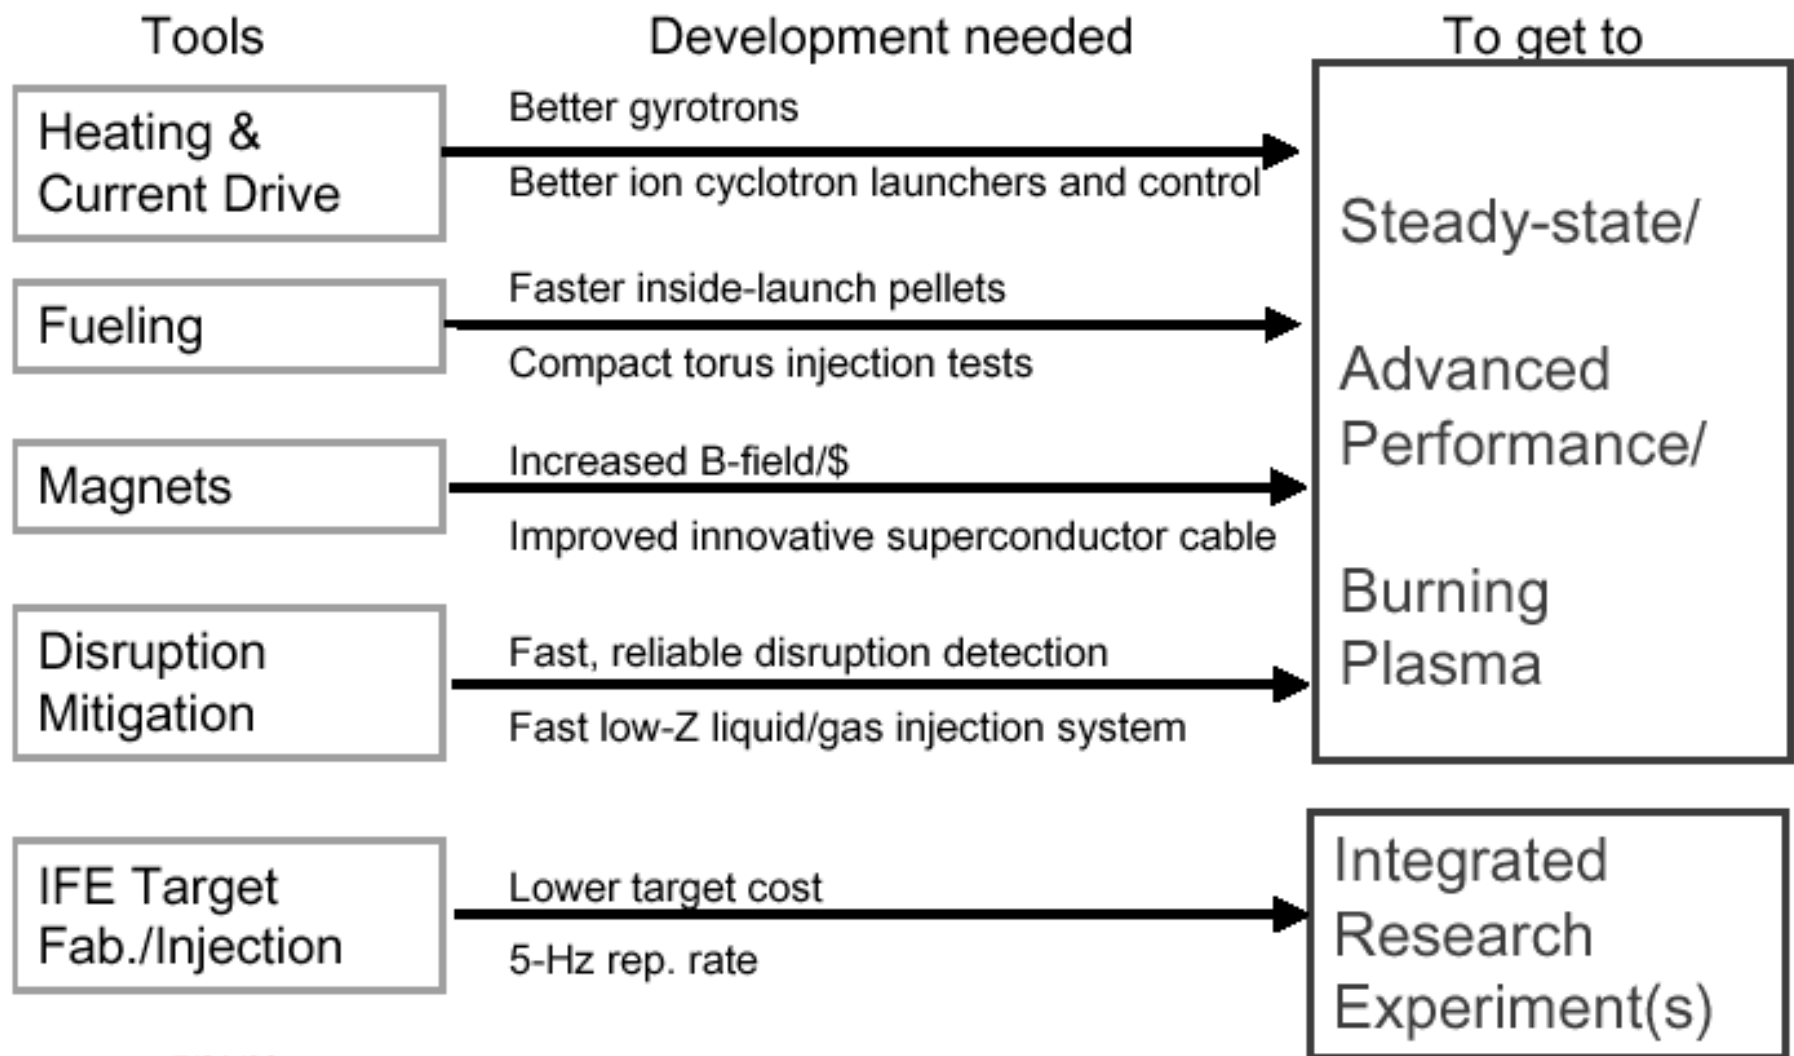 Tools
Development needed
To get to
Heating &
Current Drive
Better gyrotrons
Better ion cyclotron launchers and control
Fueling
Faster inside-launch pellets
Compact torus injection tests
Magnets
Increased B-field/$
Improved innovative superconductor cable
Disruption
Mitigation
Fast, reliable disruption detection
Fast low-Z liquid/gas injection system
Steady-state/
Advanced
Performance/
Burning
Plasma
IFE Target
Fab./Injection
Lower target cost
5-Hz rep. rate
Integrated
Research
Experiment(s)